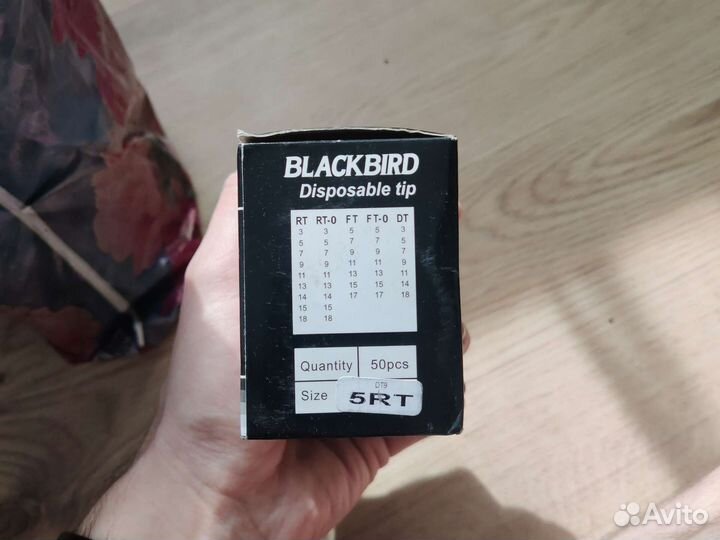 BLACKBIRD
Disposable tip
RT RT-0 FT FT-0 DT
3 3 5 5 3
5 5 7 7 5
7 7 9 9 7
9 9 11 11 9
11 11 13 13 11
13 13 15 15 14
14 14 17 17 18
15 15
18 18
Quantity 50pcs
DT9
Size 5RT
Avito